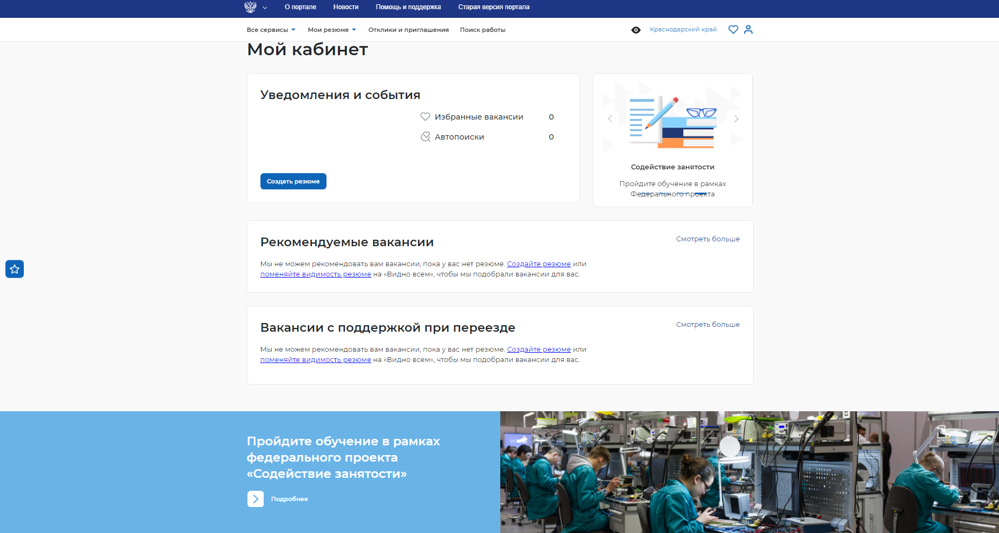 О портале
Новости
Помощь и поддержка
Старая версия портала
Все сервисы
Мои резюме
Отклики и приглашения
Поиск работы
Краснодарский край
Мой кабинет
Уведомления и события
Избранные вакансии 0
Автопоиски 0
Создать резюме
Содействие занятости
Пройдите обучение в рамках
Федерального проекта
Рекомендуемые вакансии
Смотреть больше
Мы не можем рекомендовать вам вакансии, пока у вас нет резюме. Создайте резюме или
поменяйте видимость резюме на «Видно всем», чтобы мы подобрали вакансии для вас.
Вакансии с поддержкой при переезде
Смотреть больше
Мы не можем рекомендовать вам вакансии, пока у вас нет резюме. Создайте резюме или
поменяйте видимость резюме на «Видно всем», чтобы мы подобрали вакансии для вас.
Пройдите обучение в рамках
федерального проекта
«Содействие занятости»
Подробнее